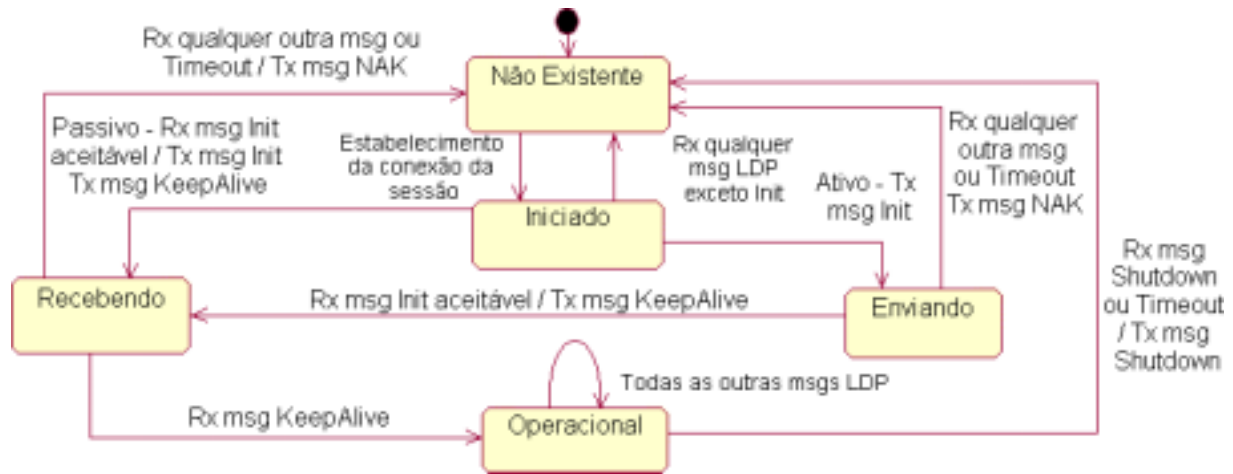 Rx qualquer outra msg ou
Timeout / Tx msg NAK
Não Existente
Passivo - Rx msg Init
aceitável / Tx msg Init
Tx msg KeepAlive
Estabelecimento
da conexão da
sessão
Rx qualquer
msg LDP
exceto Init
Ativo - Tx
msg Init
Rx qualquer
outra msg
ou Timeout
Tx msg NAK
Iniciado
Rx msg
Shutdown
ou Timeout
/ Tx msg
Shutdown
Recebendo
Rx msg Init aceitável / Tx msg KeepAlive
Enviando
Todas as outras msgs LDP
Rx msg KeepAlive
Operacional